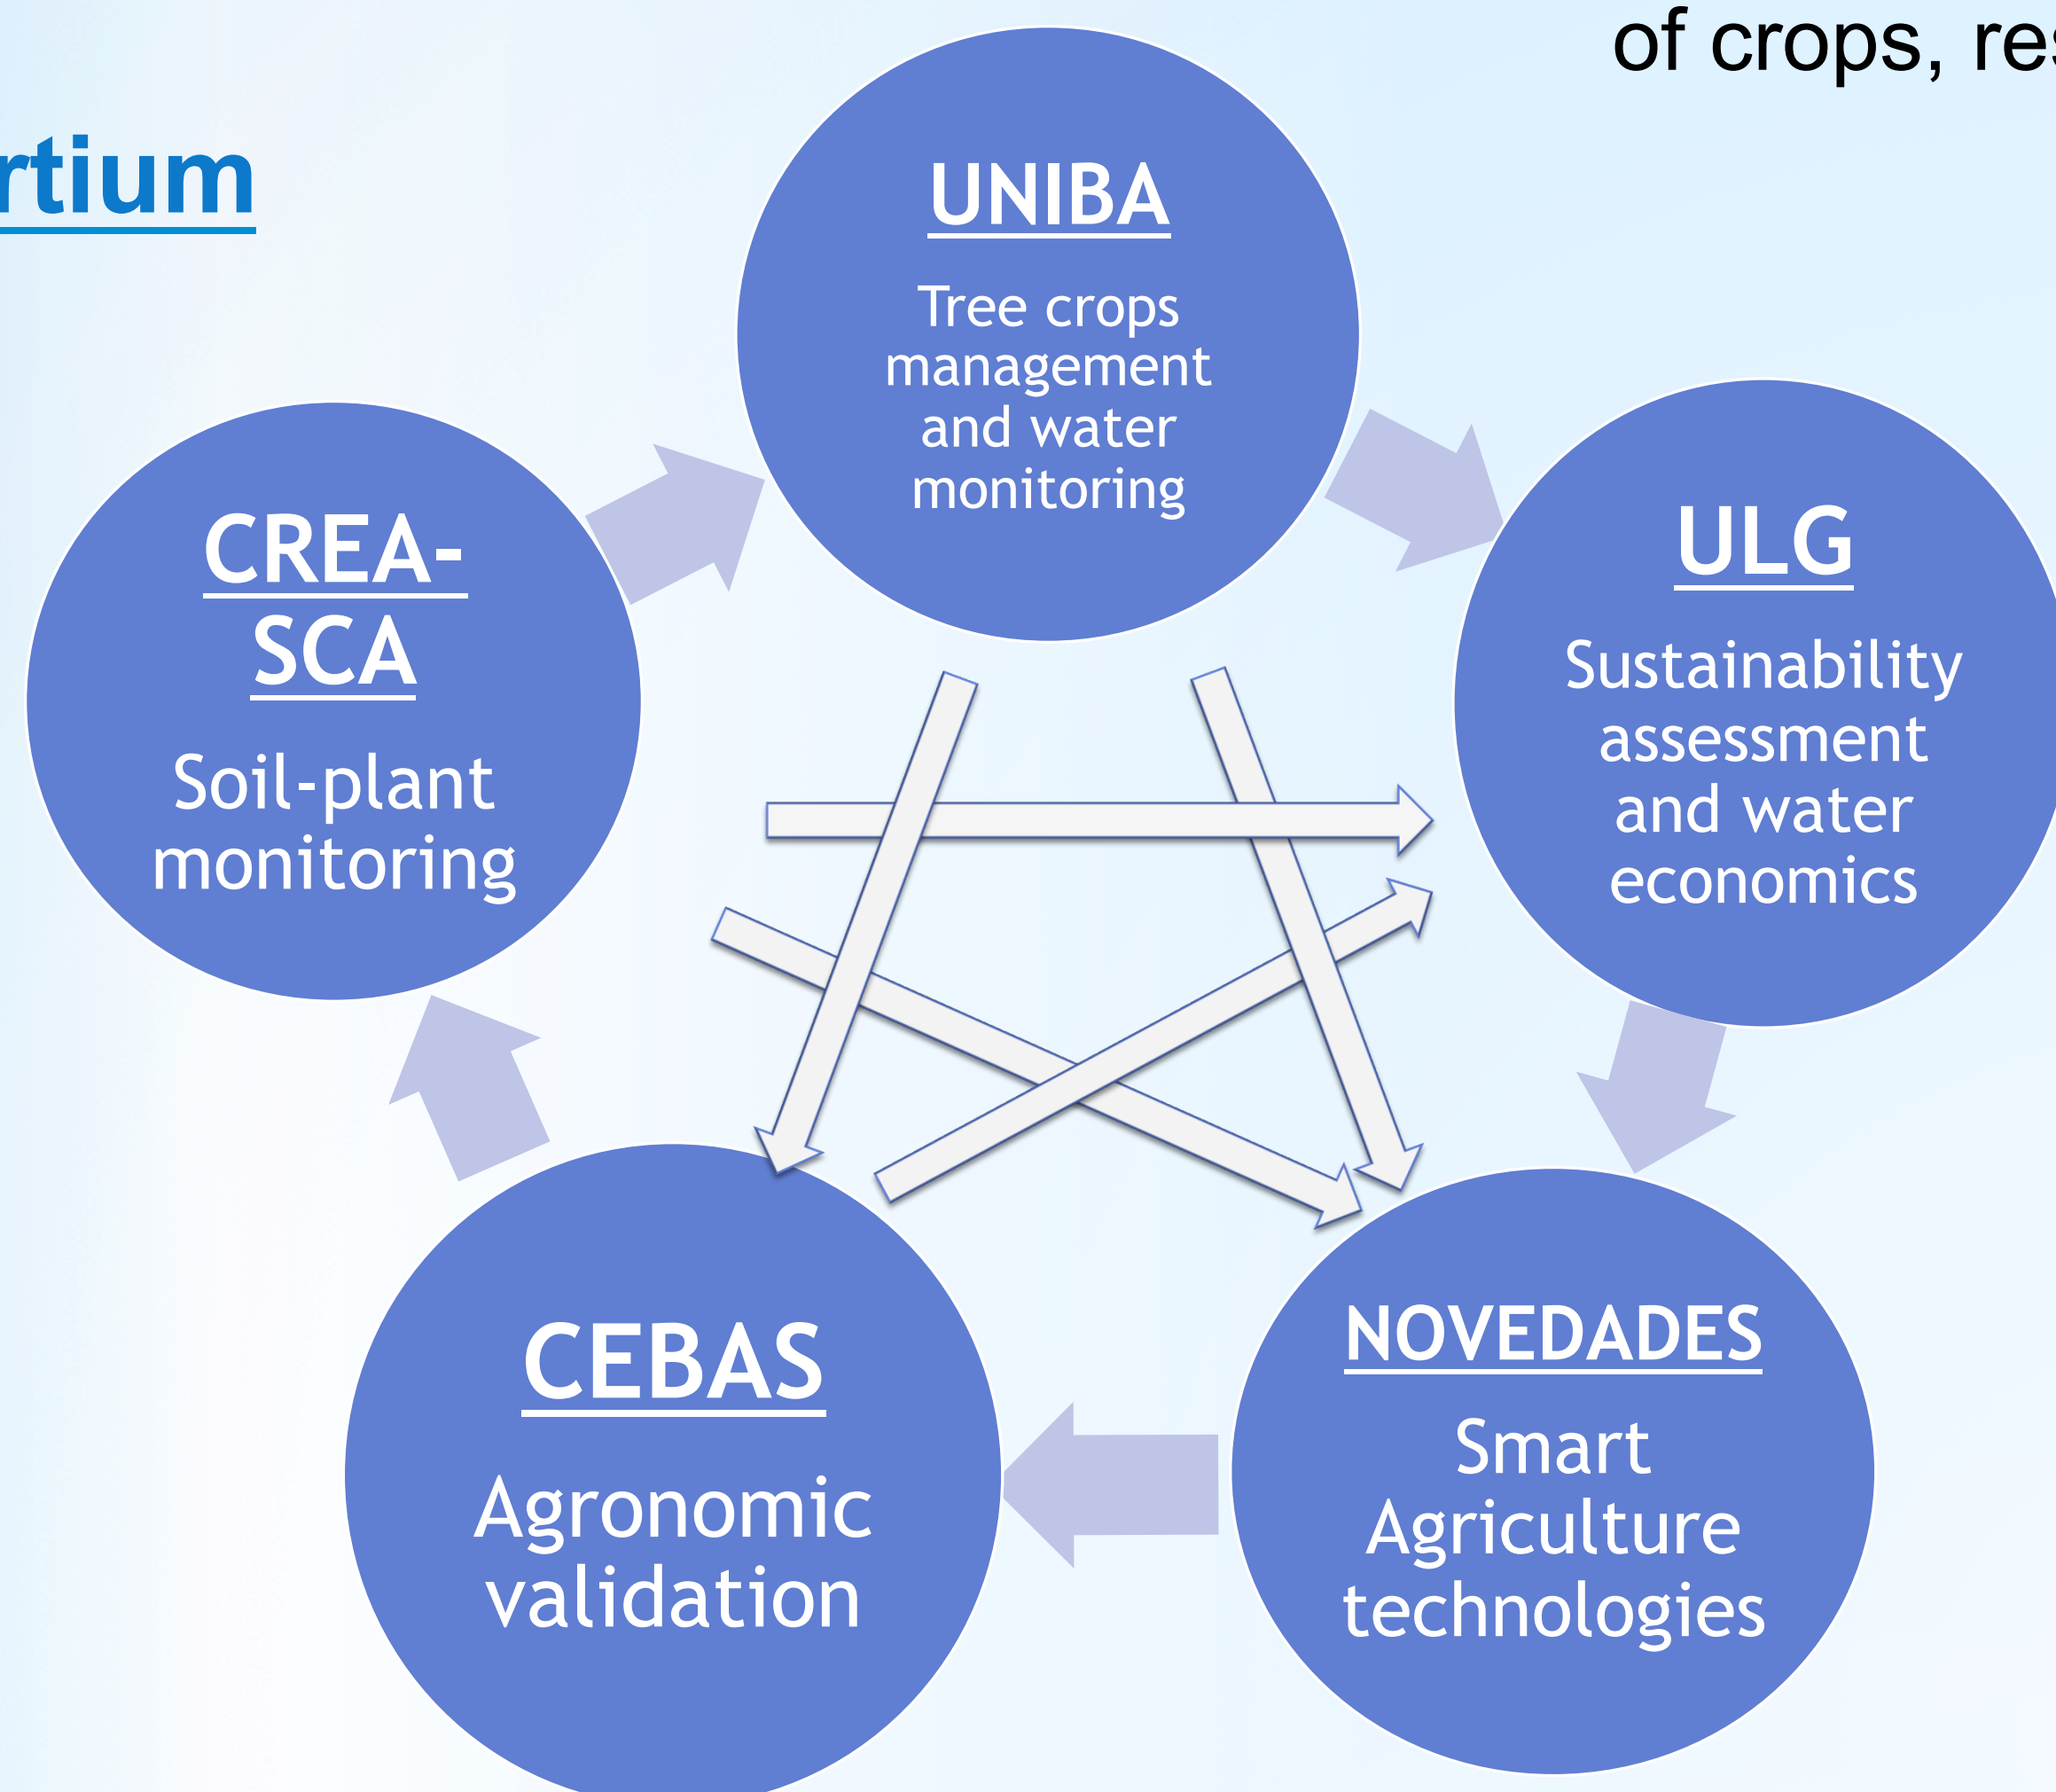 of crops, res
rtium
UNIBA
Tree crops
management
and water
monitoring
ULG
Sustainability
assessment
and water
economics
CREA-
SCA
Soil-plant
monitoring
CEBAS
Agronomic
validation
NOVEDADES
Smart
Agriculture
technologies